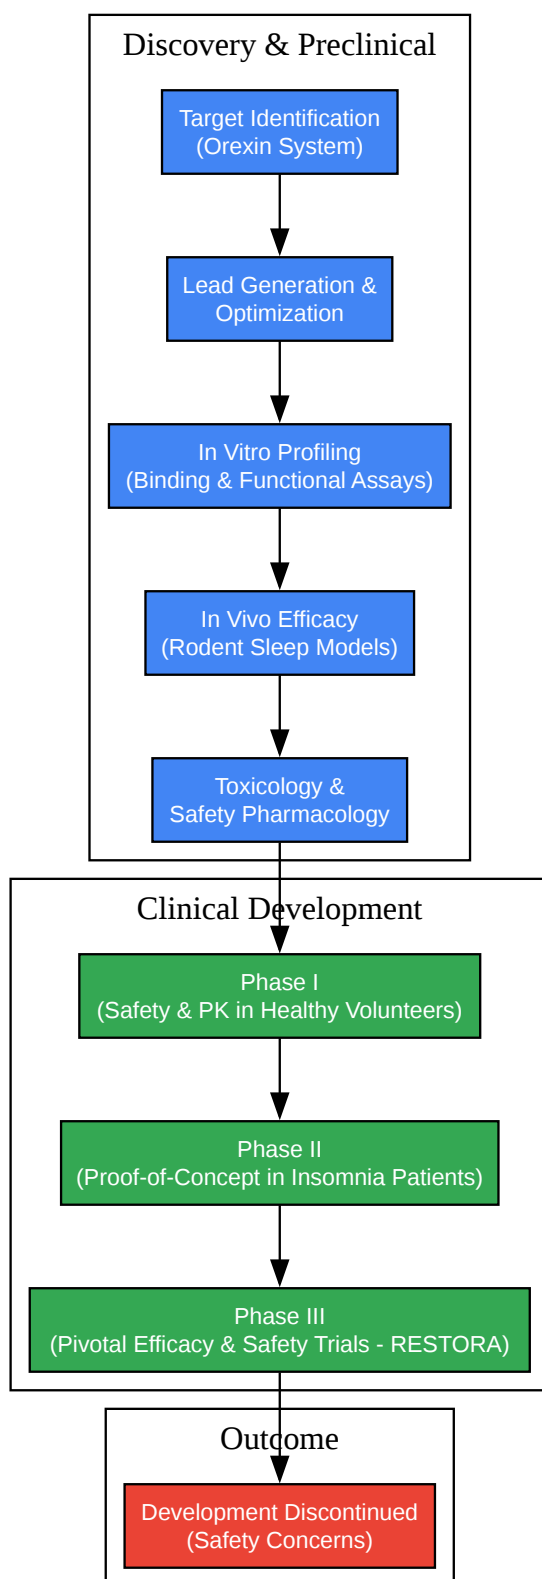 Discovery & Preclinical
Target Identification
(Orexin System)
Lead Generation &
Optimization
In Vitro Profiling
(Binding & Functional Assays)
In Vivo Efficacy
(Rodent Sleep Models)
Toxicology &
Safety Pharmacology
Clinical Development
Phase I
(Safety & PK in Healthy Volunteers)
Phase II
(Proof-of-Concept in Insomnia Patients)
Phase III
(Pivotal Efficacy & Safety Trials - RESTORA)
Outcome
Development Discontinued
(Safety Concerns)